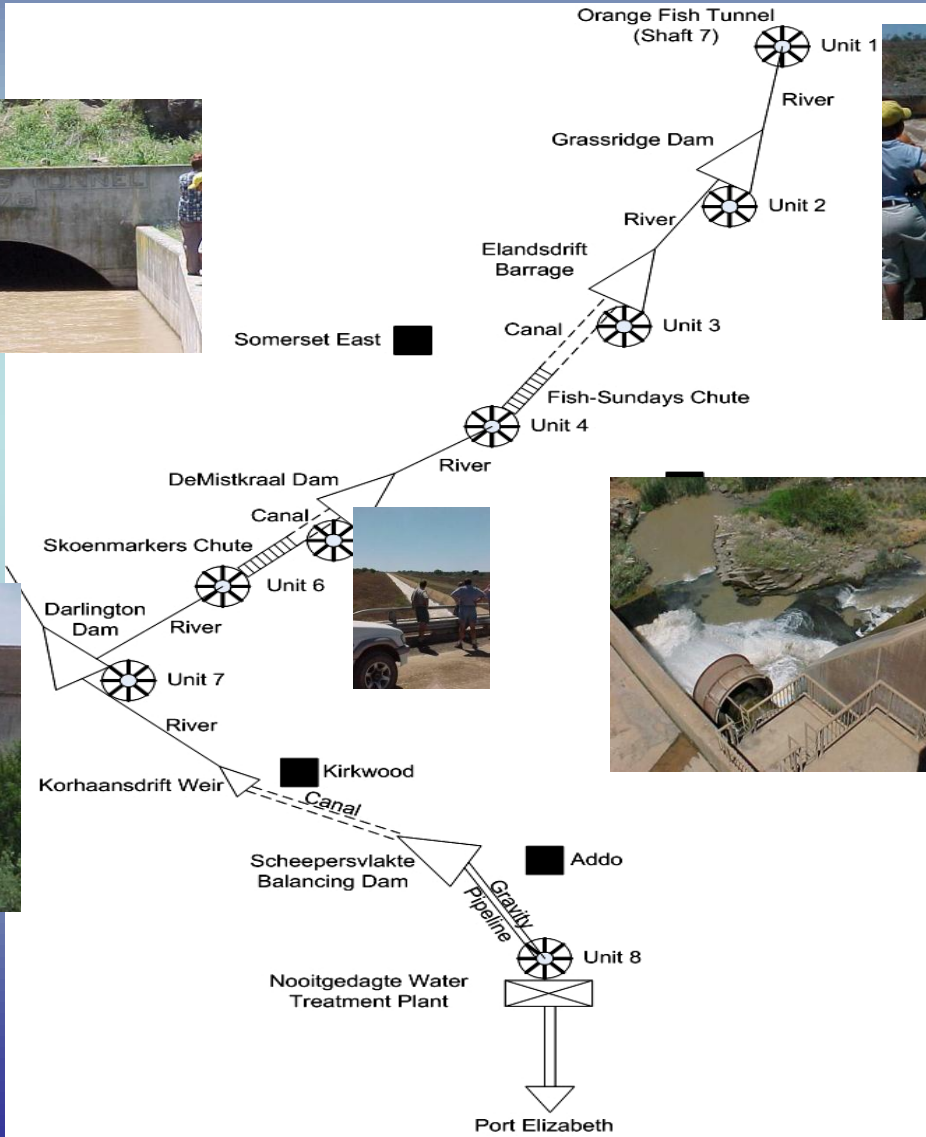 Orange Fish Tunnel
(Shaft 7)
Unit 1
River
Grassridge Dam
Unit 2
River
Elandsdrift
Barrage
Unit 3
Canal
Somerset East
Fish-Sundays Chute
Unit 4
River
DeMistkraal Dam
Canal
Skoenmarkers Chute
Unit 6
Darlington
Dam
River
Unit 7
River
Kirkwood
Korhaansdrift Weir
Canal
Scheepersvlakte
Balancing Dam
Addo
Gravity
Pipeline
Unit 8
Nooitgedagte Water
Treatment Plant
Port Elizabeth
TUNNEL